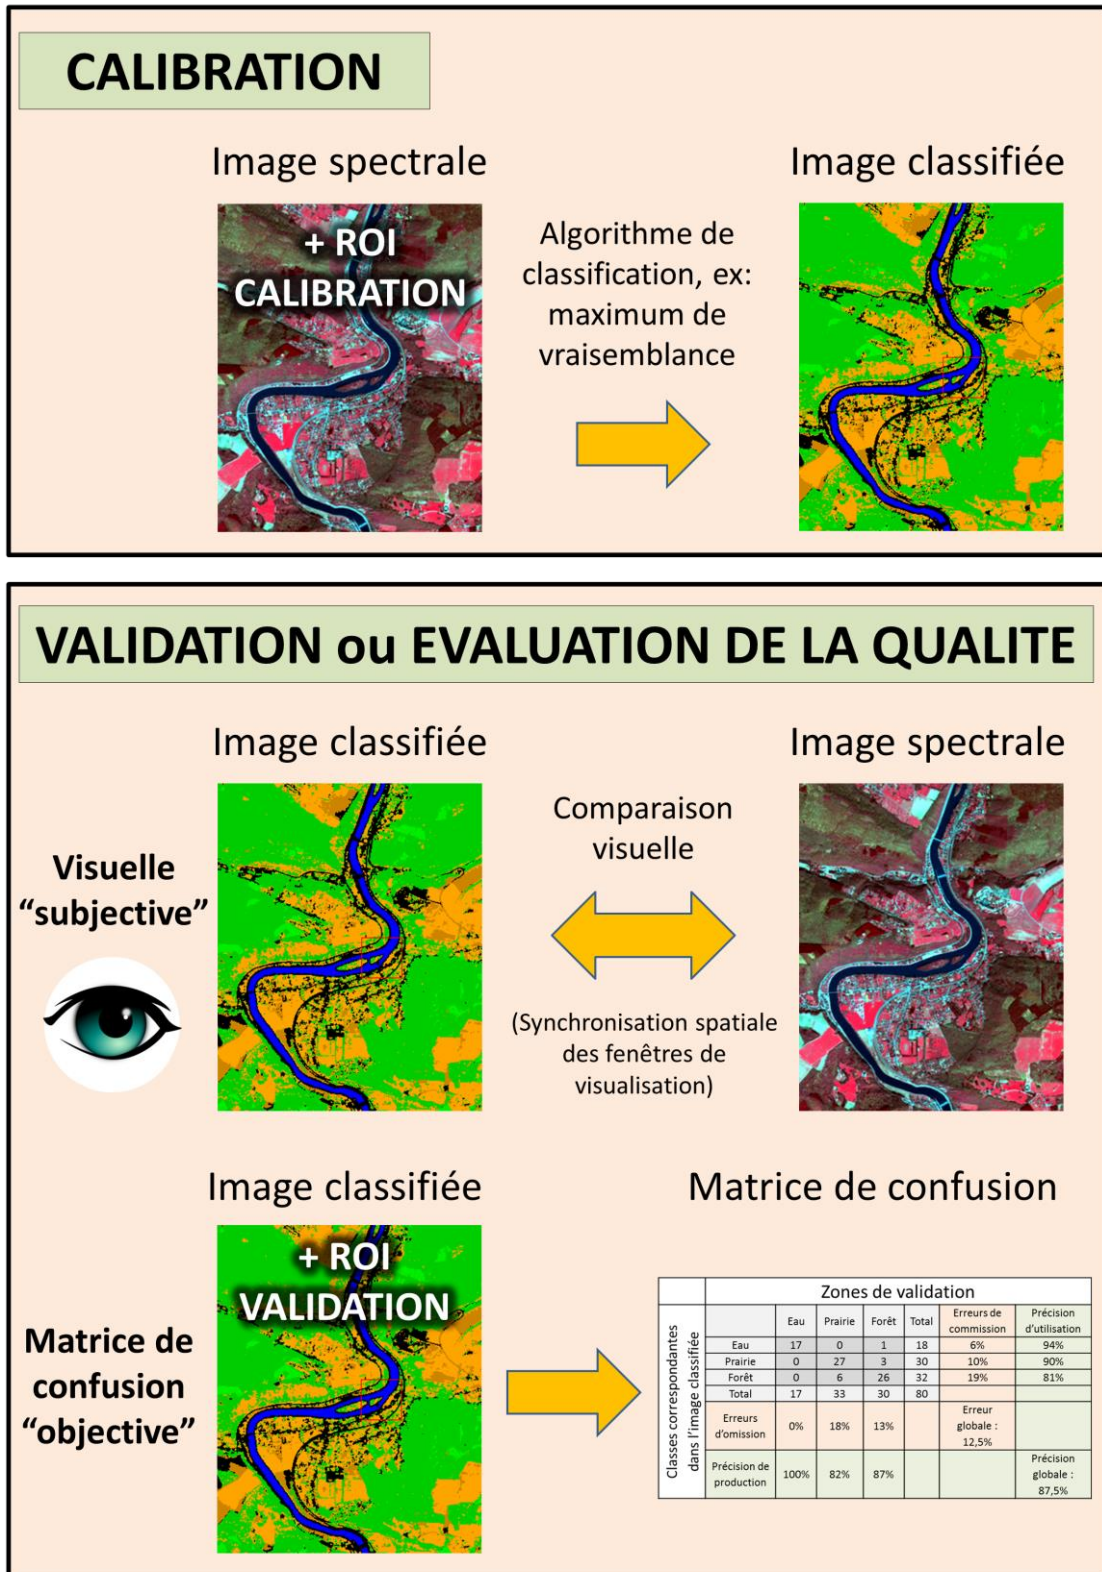 CALIBRATION
Image spectrale
Image classifiée
+ ROI
CALIBRATION
Algorithme de
classification, ex:
maximum de
vraisemblance
VALIDATION ou EVALUATION DE LA QUALITE
Image classifiée
Image spectrale
Visuelle
“subjective”
Comparaison
visuelle
(Synchronisation spatiale
des fenêtres de
visualisation)
Image classifiée
Matrice de confusion
+ ROI
VALIDATION
Matrice de
confusion
“objective”
Classes correspondantes
dans l’image classifiée
Zones de validation
Eau Prairie Forêt Total Erreurs de commission Précision d’utilisation
Eau 17 0 1 18 6% 94%
Prairie 0 27 3 30 10% 90%
Forêt 0 6 26 32 19% 81%
Total 17 33 30 80
Erreurs d’omission 0% 18% 13% Erreur globale : 12,5%
Précision de production 100% 82% 87% Précision globale : 87,5%